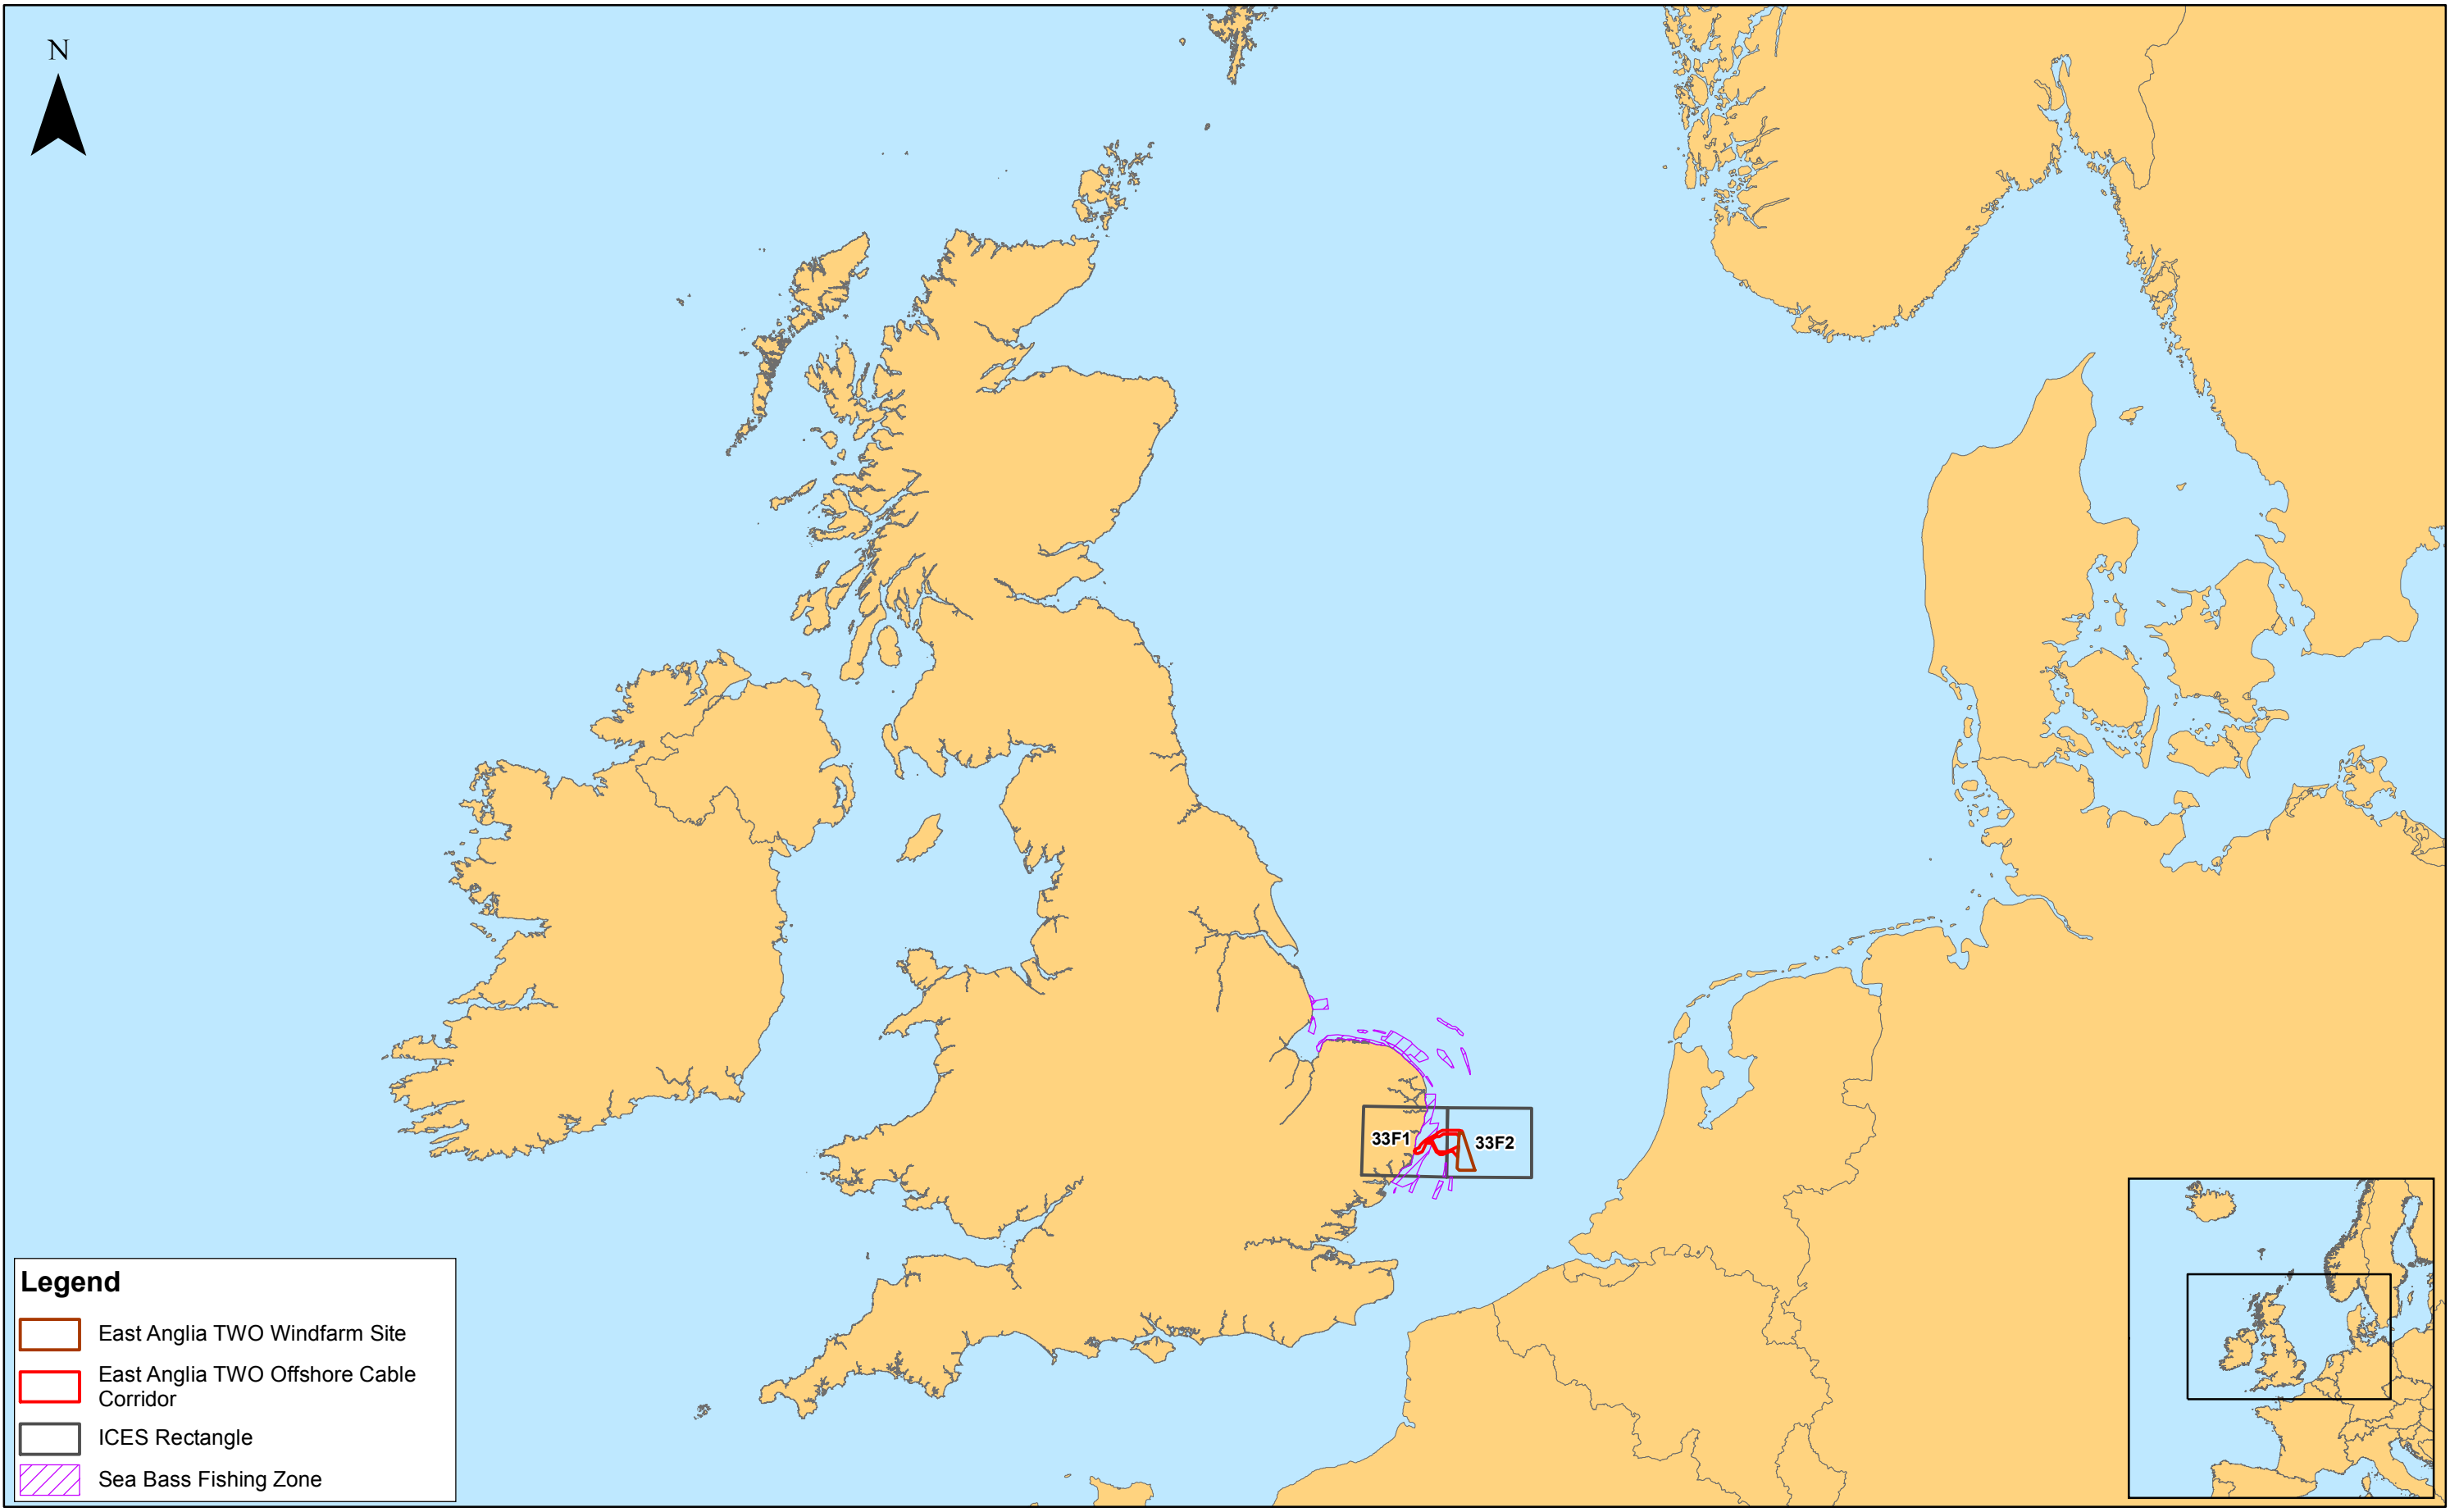 N
33F1
33F2
Legend
East Anglia TWO Windfarm Site
East Anglia TWO Offshore Cable
Corridor
ICES Rectangle
Sea Bass Fishing Zone